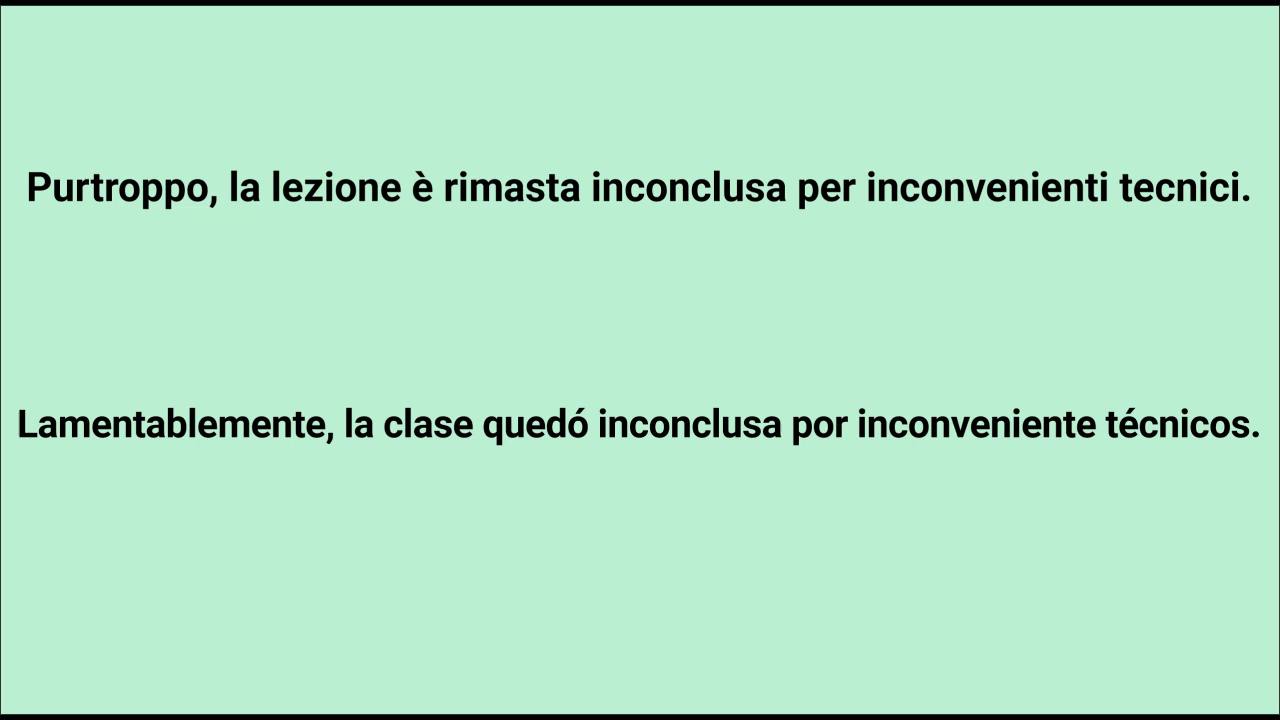 Purtroppo, la lezione è rimasta inconclusa per inconvenienti tecnici.
Lamentablemente, la clase quedó inconclusa por inconveniente técnicos.